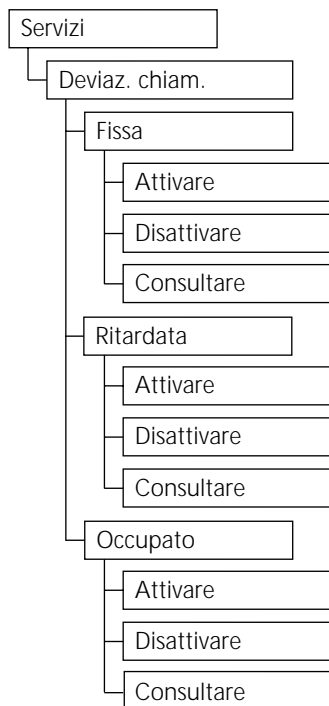 Servizi
Deviaz. chiam.
Fissa
Attivare
Disattivare
Consultare
Ritardata
Attivare
Disattivare
Consultare
Occupato
Attivare
Disattivare
Consultare